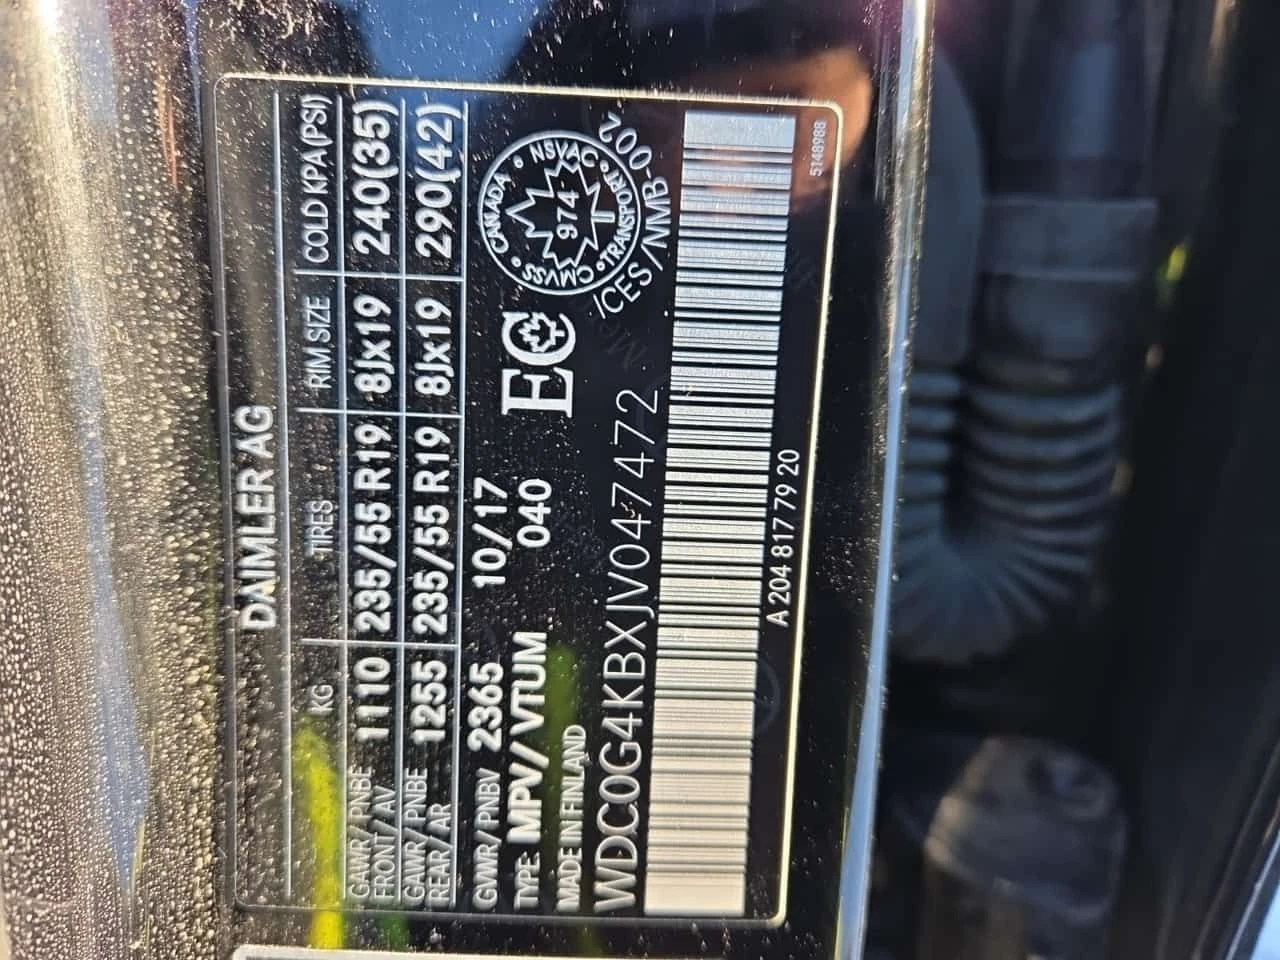 DAIMLER AG
KG TIRES RIM SIZE COLD KPA(PSI)
GAWR/PNBE FRONT/AV 1110 235/55 R19 8Jx19 240(35)
GAWR/PNBE REAR/AR 1255 235/55 R19 8Jx19 290(42)
GVWR/PNBV 2365 10/17
TYPE: MPV/VTUM 040
MADE IN FINLAND
EC
CANADA • NSVAC • TRANSPORT • CMVSS •
974
/CES/NMB-002
WDC0G4KBXJV047472
A 204 817 79 20
5148988